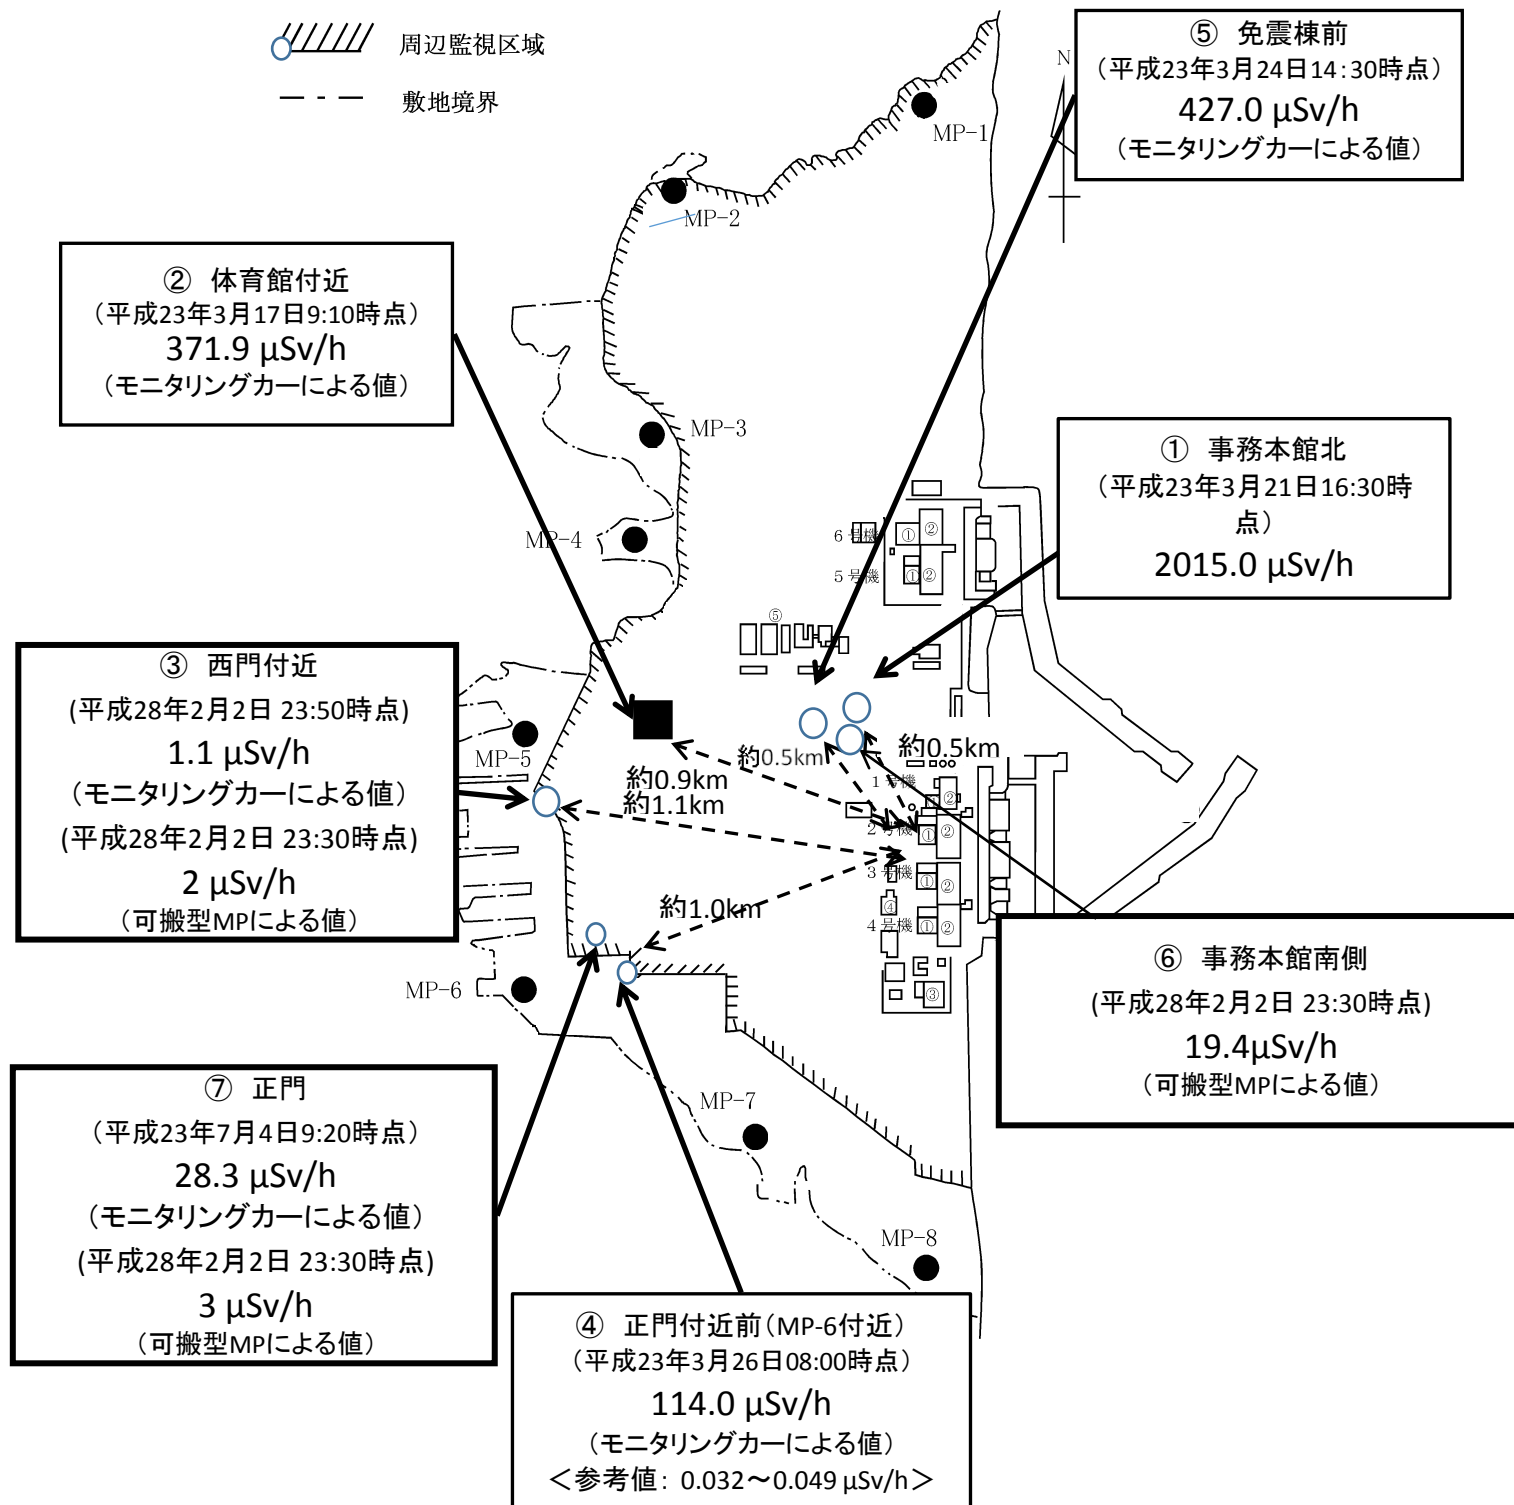 周辺監視区域
敷地境界
N
⑤ 免震棟前
（平成23年3月24日14:30時点）
427.0 μSv/h
（モニタリングカーによる値）
MP-1
MP-2
② 体育館付近
（平成23年3月17日9:10時点）
371.9 μSv/h
（モニタリングカーによる値）
MP-3
① 事務本館北
（平成23年3月21日16:30時
点）
2015.0 μSv/h
MP-4
6号機
①
②
5号機
①
②
⑤
③ 西門付近
(平成28年2月2日 23:50時点)
1.1 μSv/h
（モニタリングカーによる値）
(平成28年2月2日 23:30時点)
2 μSv/h
（可搬型MPによる値）
MP-5
約0.5km
約0.5km
約0.9km
約1.1km
1号機
①
②
2号機
①
②
3号機
①
②
約1.0km
④
4号機
①
②
③
MP-6
⑥ 事務本館南側
(平成28年2月2日 23:30時点)
19.4μSv/h
（可搬型MPによる値）
⑦ 正門
（平成23年7月4日9:20時点）
28.3 μSv/h
（モニタリングカーによる値）
(平成28年2月2日 23:30時点)
3 μSv/h
（可搬型MPによる値）
MP-7
MP-8
④ 正門付近前（MP-6付近）
（平成23年3月26日08:00時点）
114.0 μSv/h
（モニタリングカーによる値）
＜参考値: 0.032～0.049 μSv/h＞